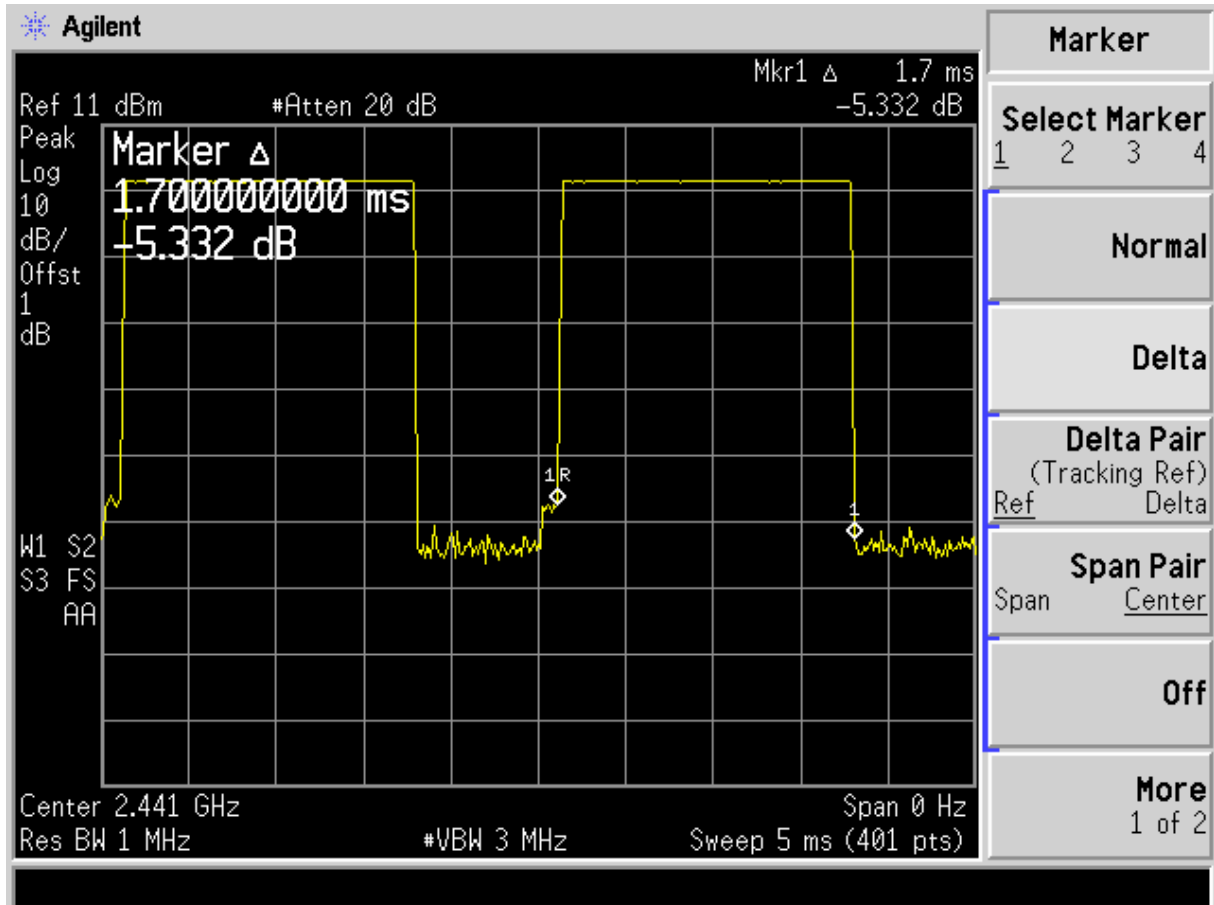 Agilent
Mkr1 Δ 1.7 ms
Ref 11 dBm #Atten 20 dB -5.332 dB
Peak
Log
10
dB/
Offst
1
dB
Marker Δ
1.700000000 ms
-5.332 dB
1R
1
W1 S2
S3 FS
AA
Center 2.441 GHz Span 0 Hz
Res BW 1 MHz #VBW 3 MHz Sweep 5 ms (401 pts)
Marker
Select Marker
1 2 3 4
Normal
Delta
Delta Pair
(Tracking Ref)
Ref Delta
Span Pair
Span Center
Off
More
1 of 2